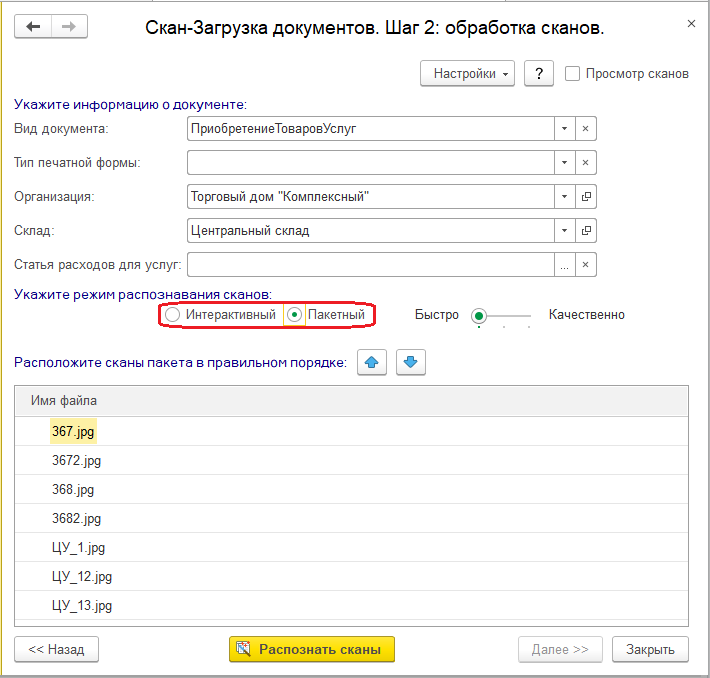 Скан-Загрузка документов. Шаг 2: обработка сканов.
Настройки ? Просмотр сканов
Укажите информацию о документе:
Вид документа: ПриобретениеТоваровУслуг
Тип печатной формы:
Организация: Торговый дом "Комплексный"
Склад: Центральный склад
Статья расходов для услуг: ...
Укажите режим распознавания сканов:
Интерактивный Пакетный Быстро Качественно
Расположите сканы пакета в правильном порядке:
Имя файла
367.jpg
3672.jpg
368.jpg
3682.jpg
ЦУ_1.jpg
ЦУ_12.jpg
ЦУ_13.jpg
<< Назад Распознать сканы Далее >> Закрыть